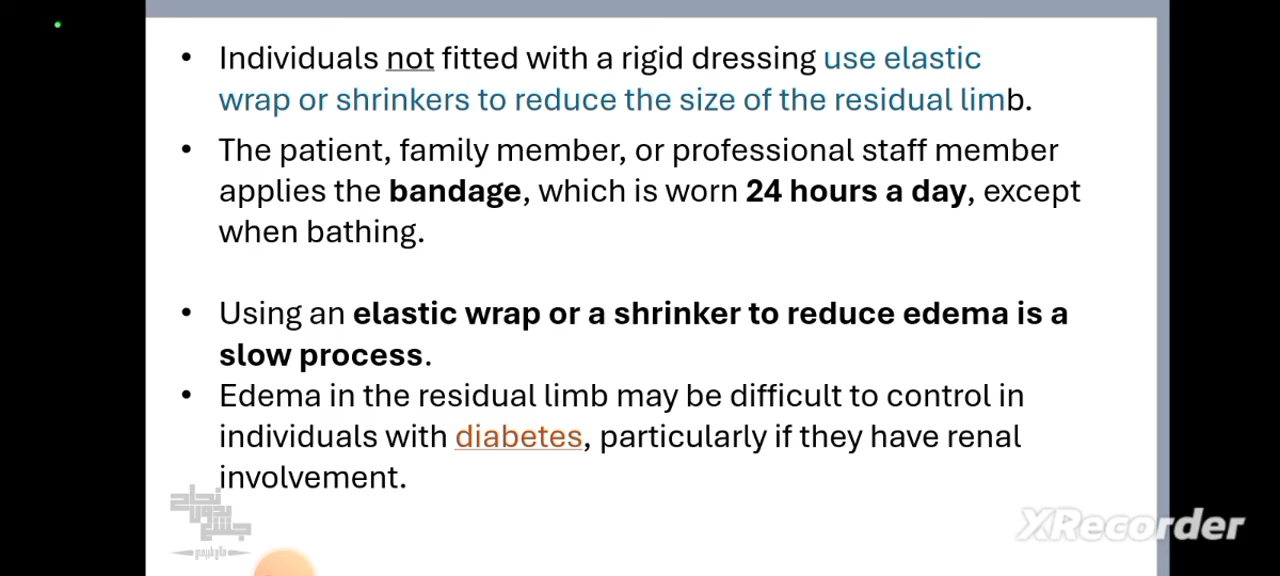 • Individuals not fitted with a rigid dressing use elastic
wrap or shrinkers to reduce the size of the residual limb.
• The patient, family member, or professional staff member
applies the bandage, which is worn 24 hours a day, except
when bathing.
• Using an elastic wrap or a shrinker to reduce edema is a
slow process.
• Edema in the residual limb may be difficult to control in
individuals with diabetes, particularly if they have renal
involvement.
نجاح
بدون
XRecorder